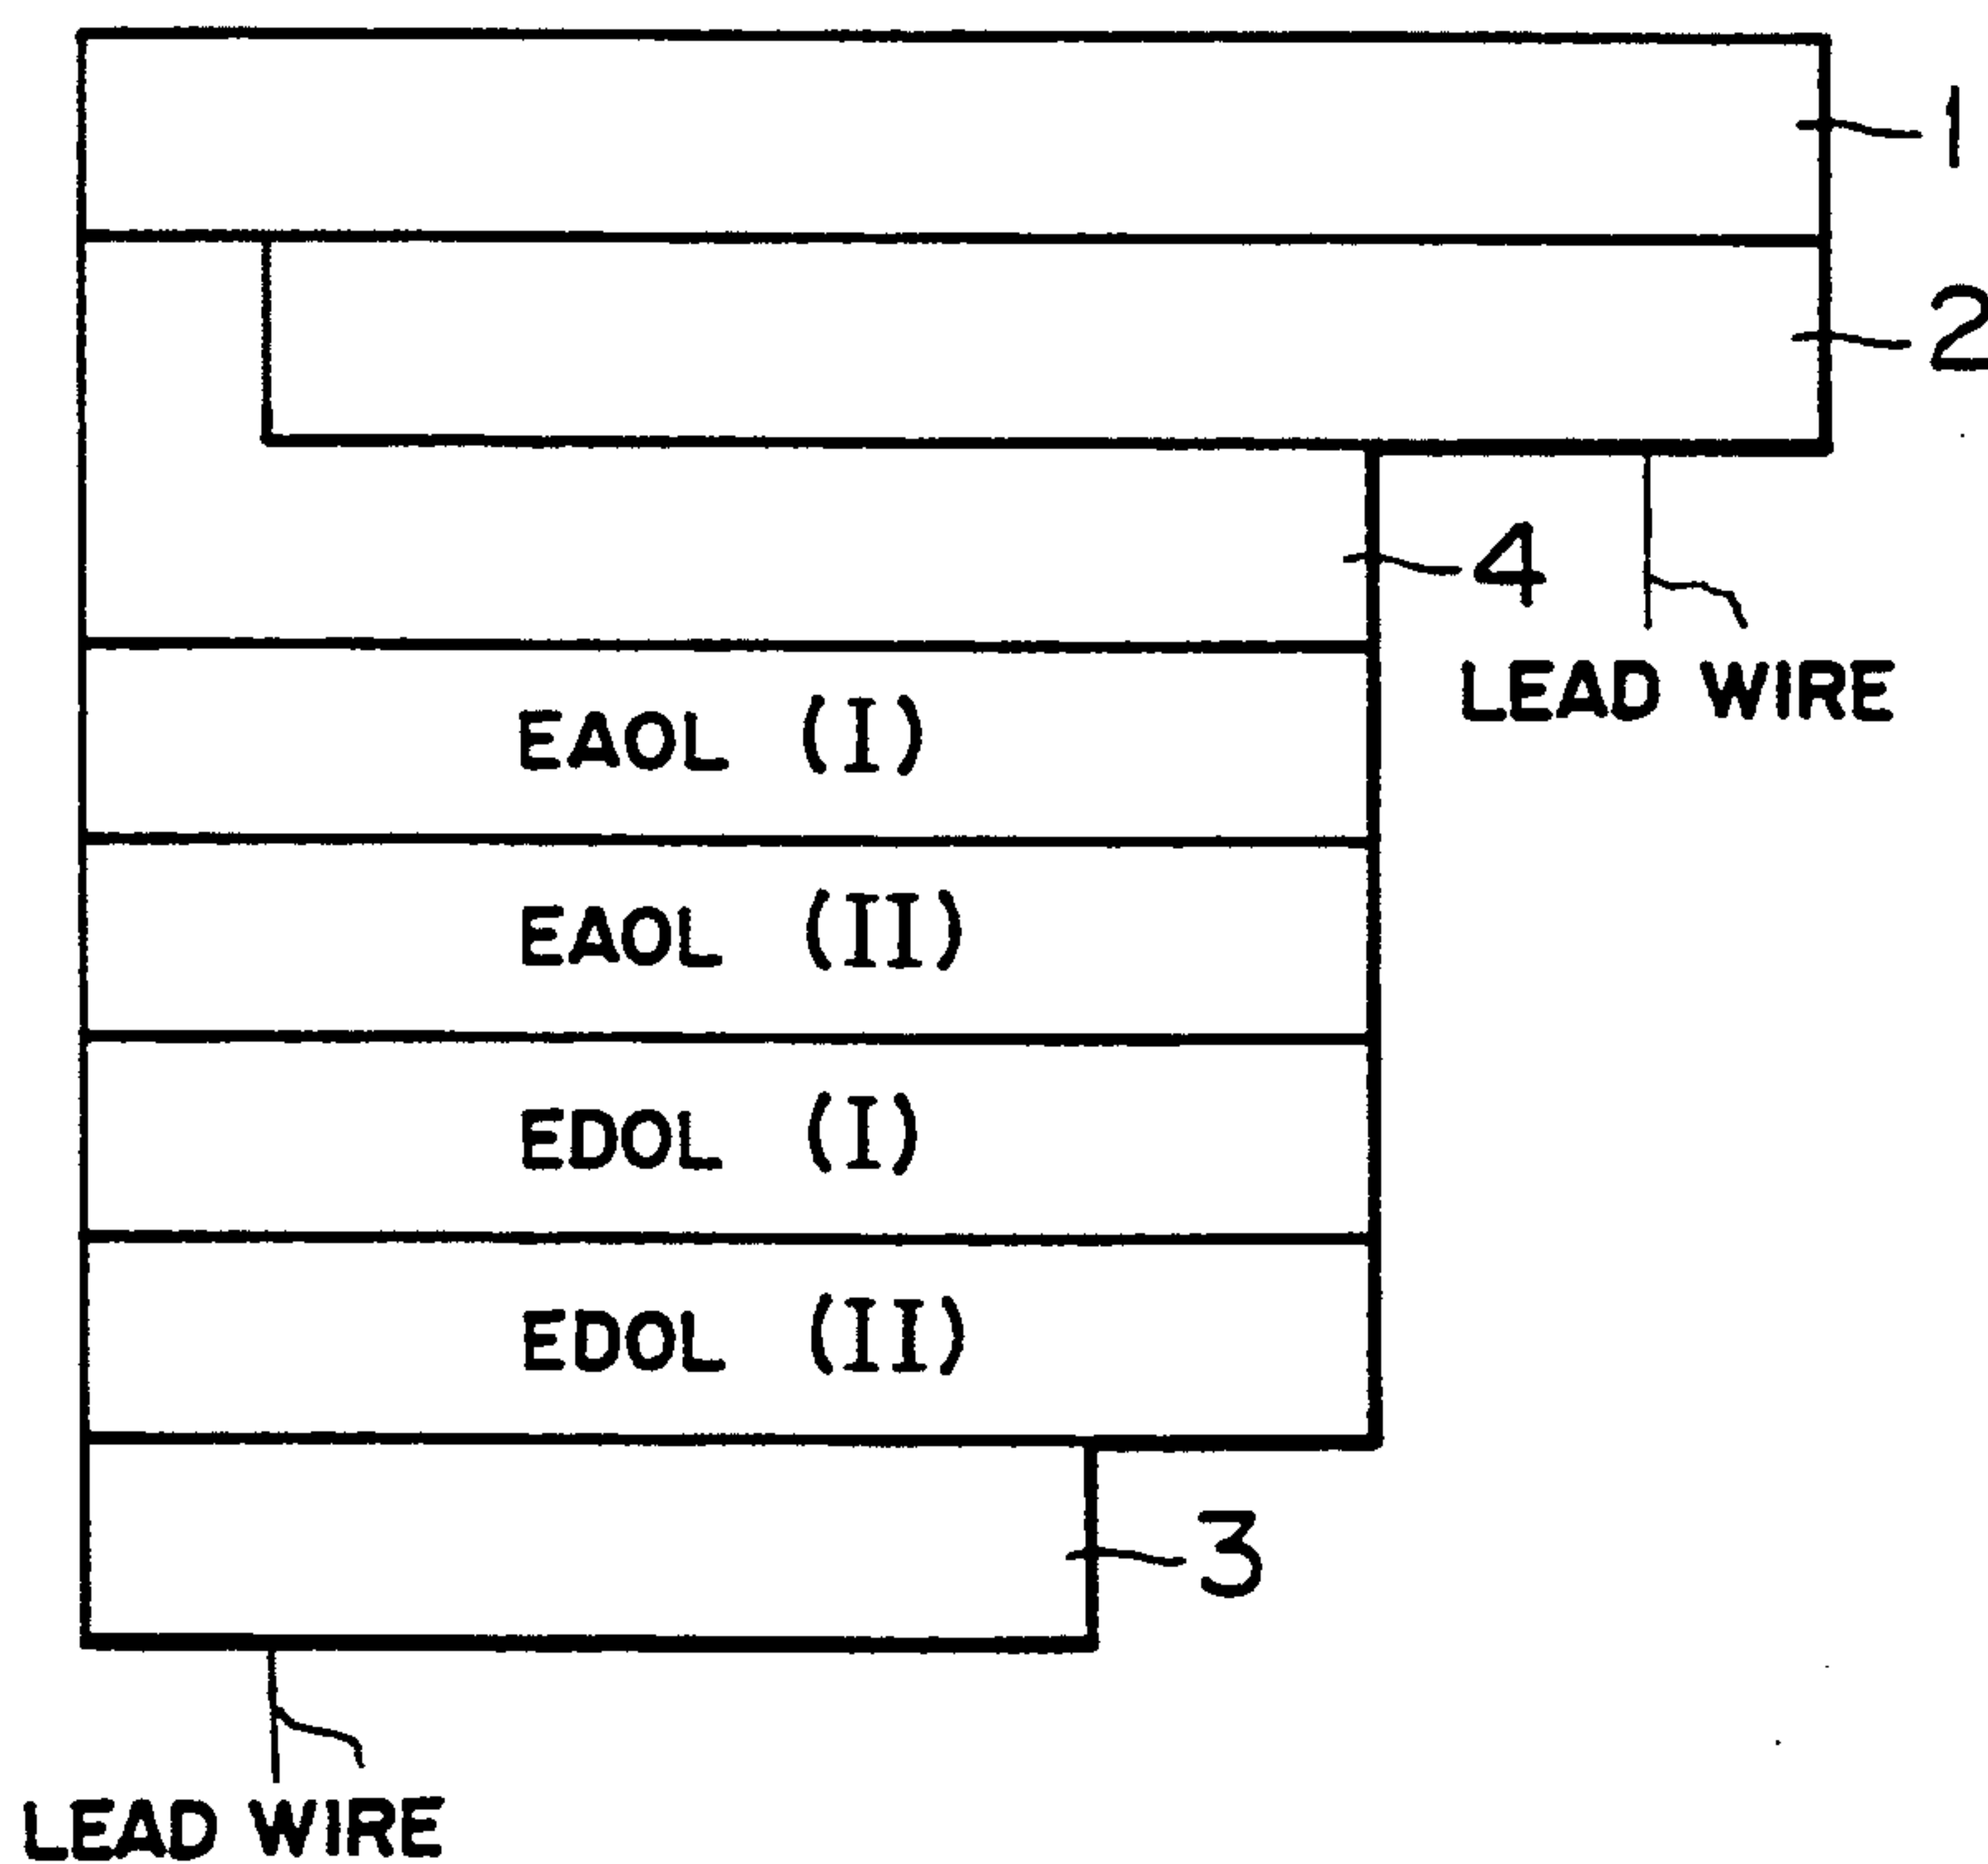 1
2
4
LEAD WIRE
EAOL (I)
EAOL (II)
EDOL (I)
EDOL (II)
3
LEAD WIRE